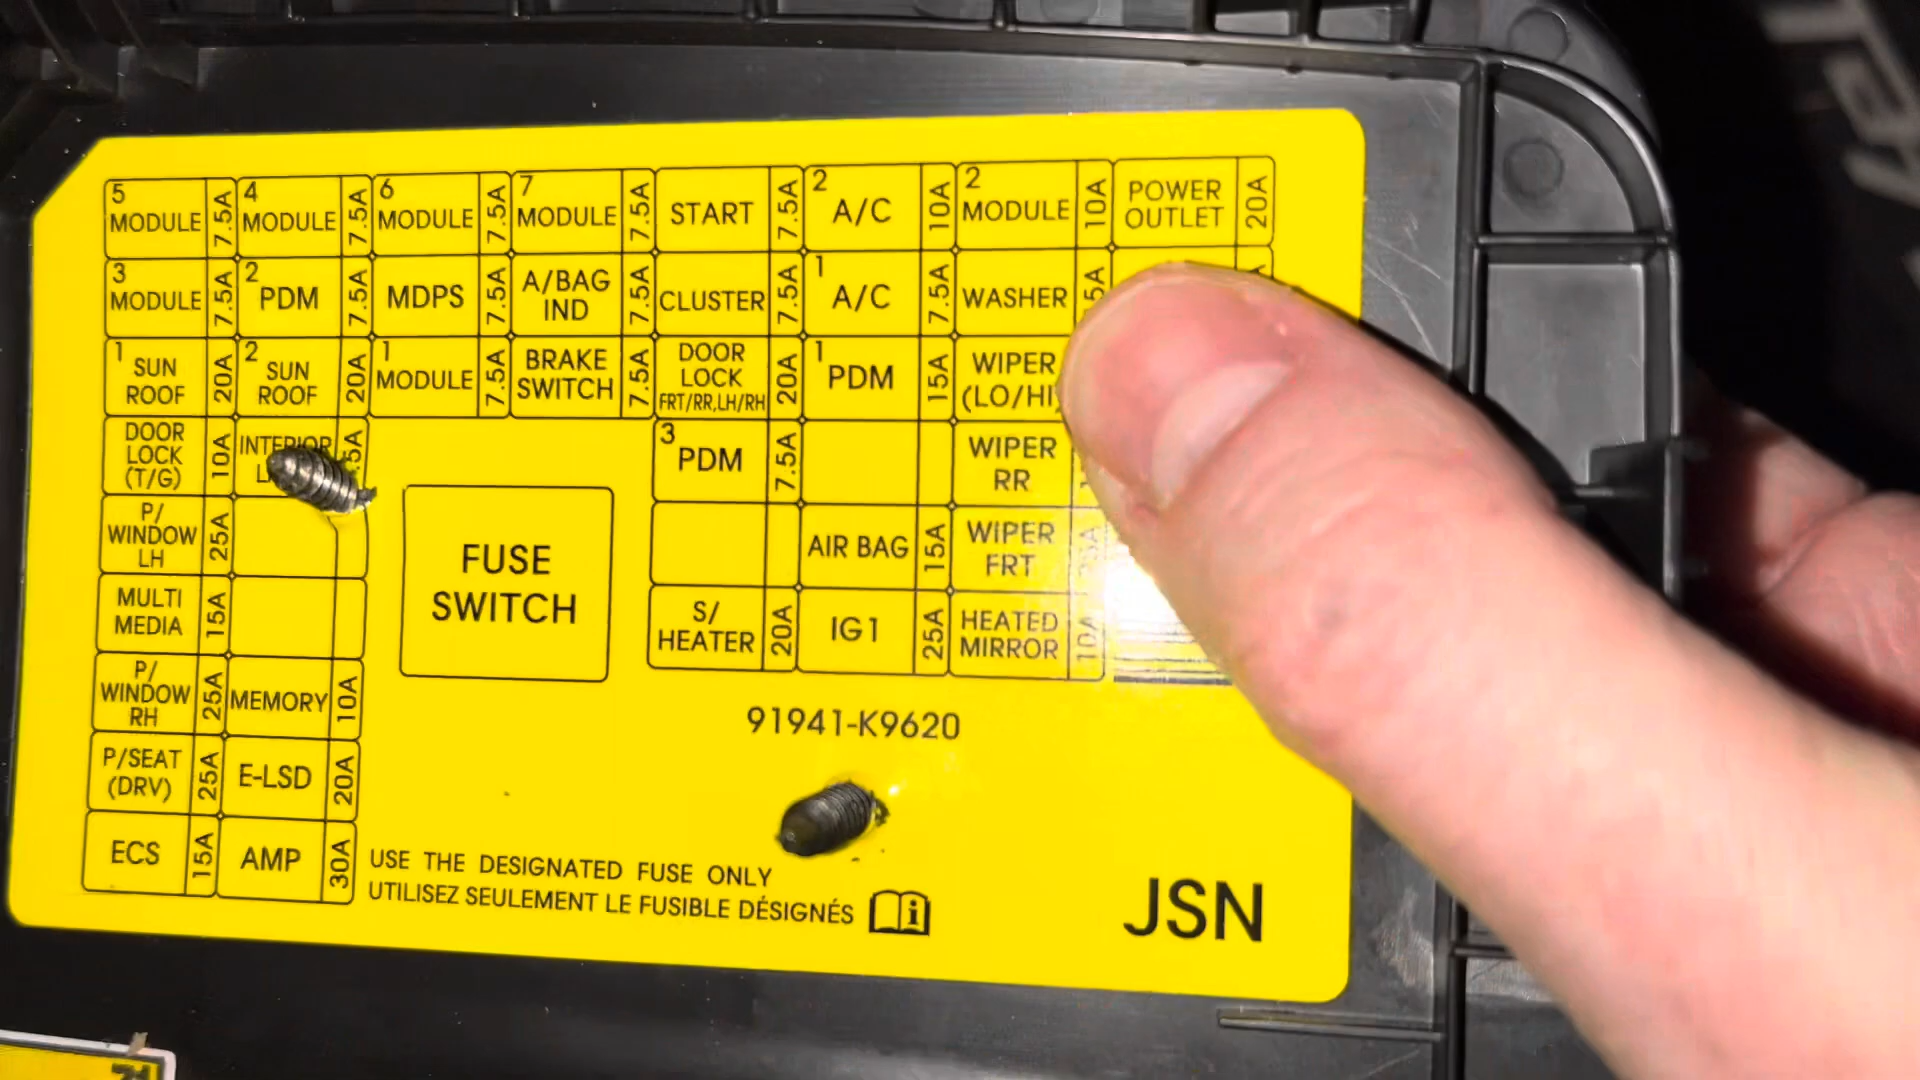 5 MODULE 7.5A 4 MODULE 7.5A 6 MODULE 7.5A 7 MODULE 7.5A START 7.5A 2 A/C 10A 2 MODULE 10A POWER OUTLET 20A
3 MODULE 7.5A 2 PDM 7.5A MDPS 7.5A A/BAG IND 7.5A CLUSTER 7.5A 1 A/C 7.5A WASHER
1 SUN ROOF 20A 2 SUN ROOF 20A 1 MODULE 7.5A BRAKE SWITCH 7.5A DOOR LOCK FRT/RR,LH/RH 20A 1 PDM 15A WIPER (LO/HI)
DOOR LOCK (T/G) 10A INTERIOR 3 PDM 7.5A WIPER RR
P/ WINDOW LH 25A AIR BAG 15A WIPER FRT
MULTI MEDIA 15A S/ HEATER 20A IG1 25A HEATED MIRROR 10A
P/ WINDOW RH 25A MEMORY 10A
P/SEAT (DRV) 25A E-LSD 20A
ECS 15A AMP 30A
FUSE
SWITCH
91941-K9620
USE THE DESIGNATED FUSE ONLY
UTILISEZ SEULEMENT LE FUSIBLE DÉSIGNÉS
JSN